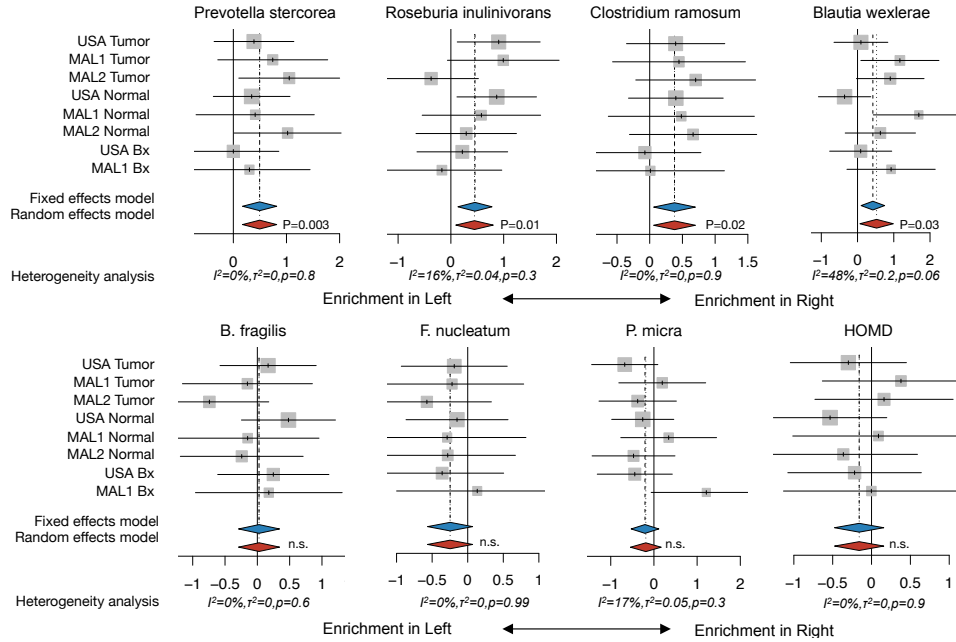 Prevotella stercorea Roseburia inulinivorans Clostridium ramosum Blautia wexlerae
USA Tumor
MAL1 Tumor
MAL2 Tumor
USA Normal
MAL1 Normal
MAL2 Normal
USA Bx
MAL1 Bx
Fixed effects model
Random effects model
P=0.003 P=0.01 P=0.02 P=0.03
0 1 2 −1 0 1 2 −0.5 0 0.5 1 1.5 −1 0 1 2
Heterogeneity analysis I²=0%,τ²=0,p=0.8 I²=16%,τ²=0.04,p=0.3 I²=0%,τ²=0,p=0.9 I²=48%,τ²=0.2,p=0.06
Enrichment in Left Enrichment in Right
B. fragilis F. nucleatum P. micra HOMD
USA Tumor
MAL1 Tumor
MAL2 Tumor
USA Normal
MAL1 Normal
MAL2 Normal
USA Bx
MAL1 Bx
Fixed effects model
Random effects model
n.s. n.s. n.s. n.s.
−1 −0.5 0 0.5 1 −1 −0.5 0 0.5 1 −1 0 1 2 −1 −0.5 0 0.5 1
Heterogeneity analysis I²=0%,τ²=0,p=0.6 I²=0%,τ²=0,p=0.99 I²=17%,τ²=0.05,p=0.3 I²=0%,τ²=0,p=0.9
Enrichment in Left Enrichment in Right